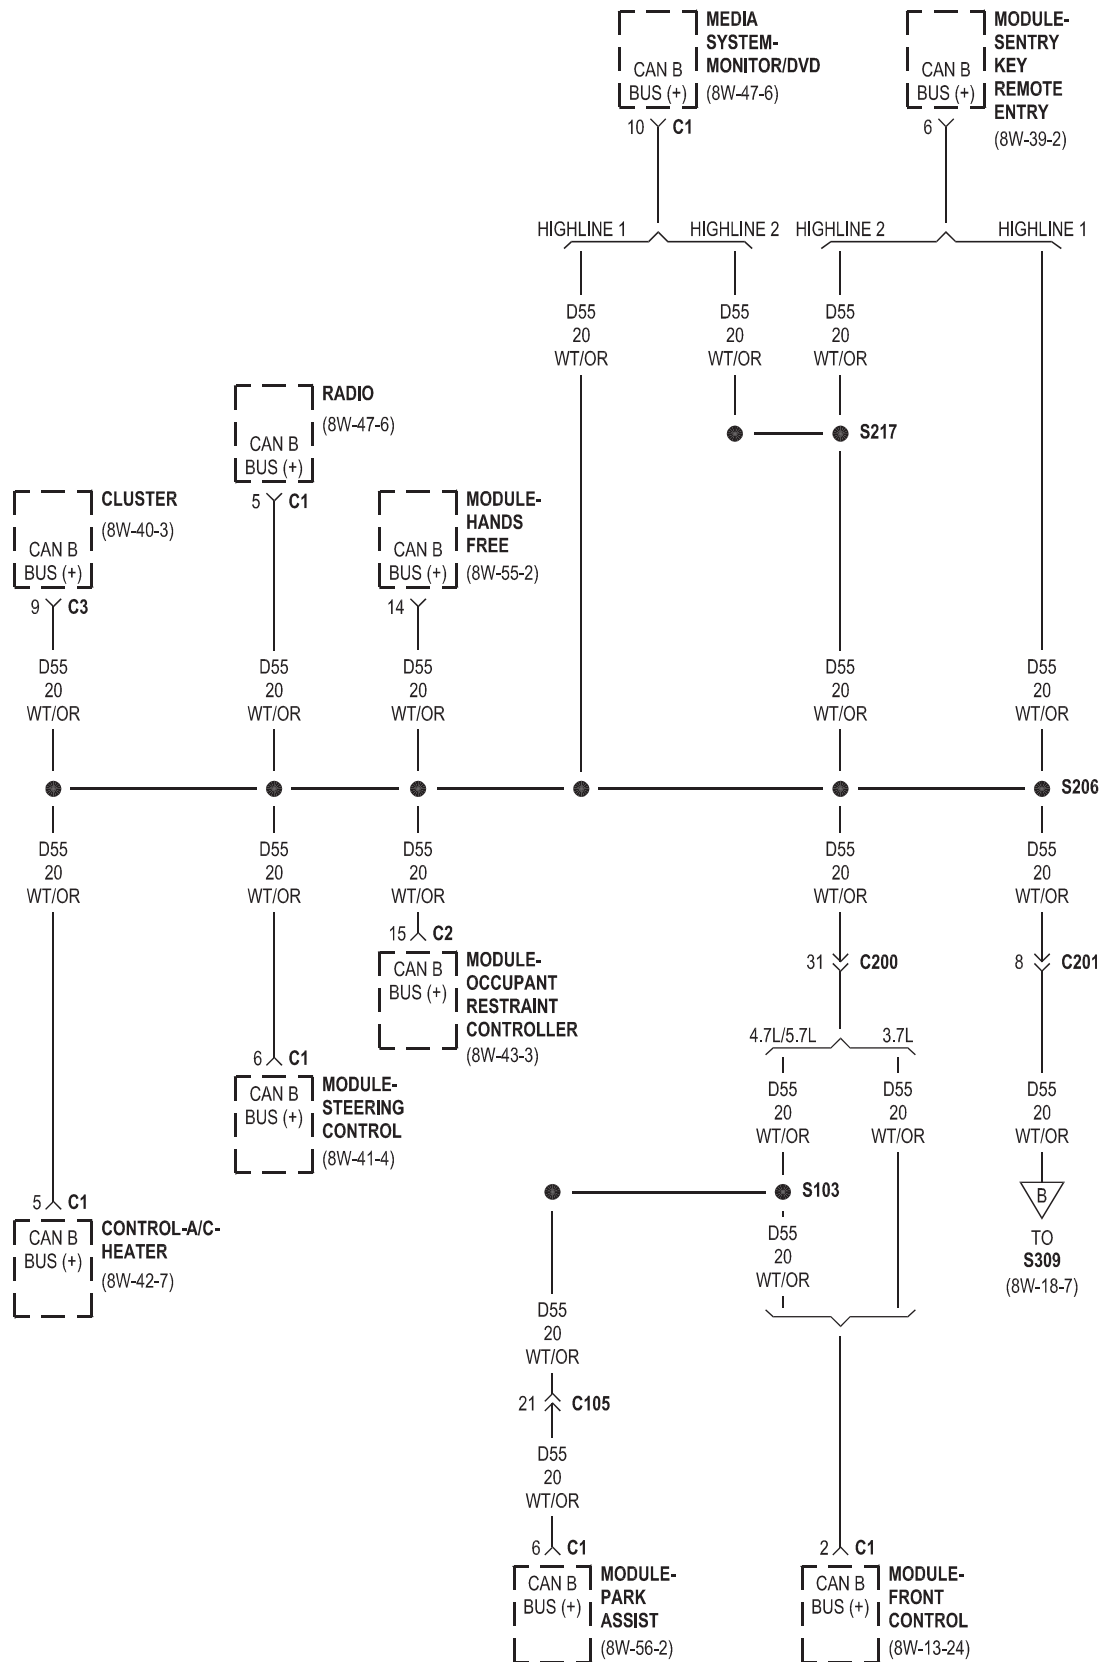 MEDIA
SYSTEM-
MONITOR/DVD
(8W-47-6)
CAN B
BUS (+)
10 C1
MODULE-
SENTRY
KEY
REMOTE
ENTRY
(8W-39-2)
CAN B
BUS (+)
6
HIGHLINE 1
HIGHLINE 2
HIGHLINE 2
HIGHLINE 1
D55
20
WT/OR
D55
20
WT/OR
D55
20
WT/OR
S217
RADIO
(8W-47-6)
CAN B
BUS (+)
5 C1
CLUSTER
(8W-40-3)
CAN B
BUS (+)
9 C3
MODULE-
HANDS
FREE
(8W-55-2)
CAN B
BUS (+)
14
D55
20
WT/OR
D55
20
WT/OR
D55
20
WT/OR
D55
20
WT/OR
D55
20
WT/OR
S206
D55
20
WT/OR
D55
20
WT/OR
D55
20
WT/OR
D55
20
WT/OR
D55
20
WT/OR
15 C2
CAN B
BUS (+)
MODULE-
OCCUPANT
RESTRAINT
CONTROLLER
(8W-43-3)
31 C200
8 C201
6 C1
CAN B
BUS (+)
MODULE-
STEERING
CONTROL
(8W-41-4)
4.7L/5.7L
3.7L
D55
20
WT/OR
D55
20
WT/OR
D55
20
WT/OR
5 C1
CAN B
BUS (+)
CONTROL-A/C-
HEATER
(8W-42-7)
S103
D55
20
WT/OR
B
TO
S309
(8W-18-7)
D55
20
WT/OR
21 C105
D55
20
WT/OR
6 C1
CAN B
BUS (+)
MODULE-
PARK
ASSIST
(8W-56-2)
2 C1
CAN B
BUS (+)
MODULE-
FRONT
CONTROL
(8W-13-24)